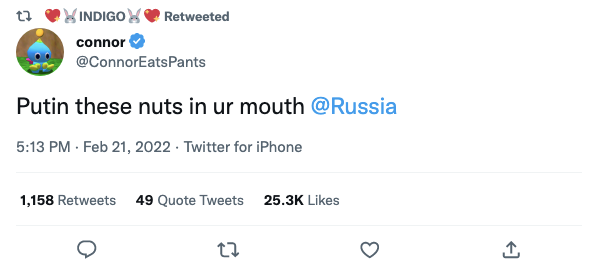 💖🐰INDIGO🐰💖 Retweeted
connor
@ConnorEatsPants
Putin these nuts in ur mouth @Russia
5:13 PM · Feb 21, 2022 · Twitter for iPhone
1,158 Retweets 49 Quote Tweets 25.3K Likes